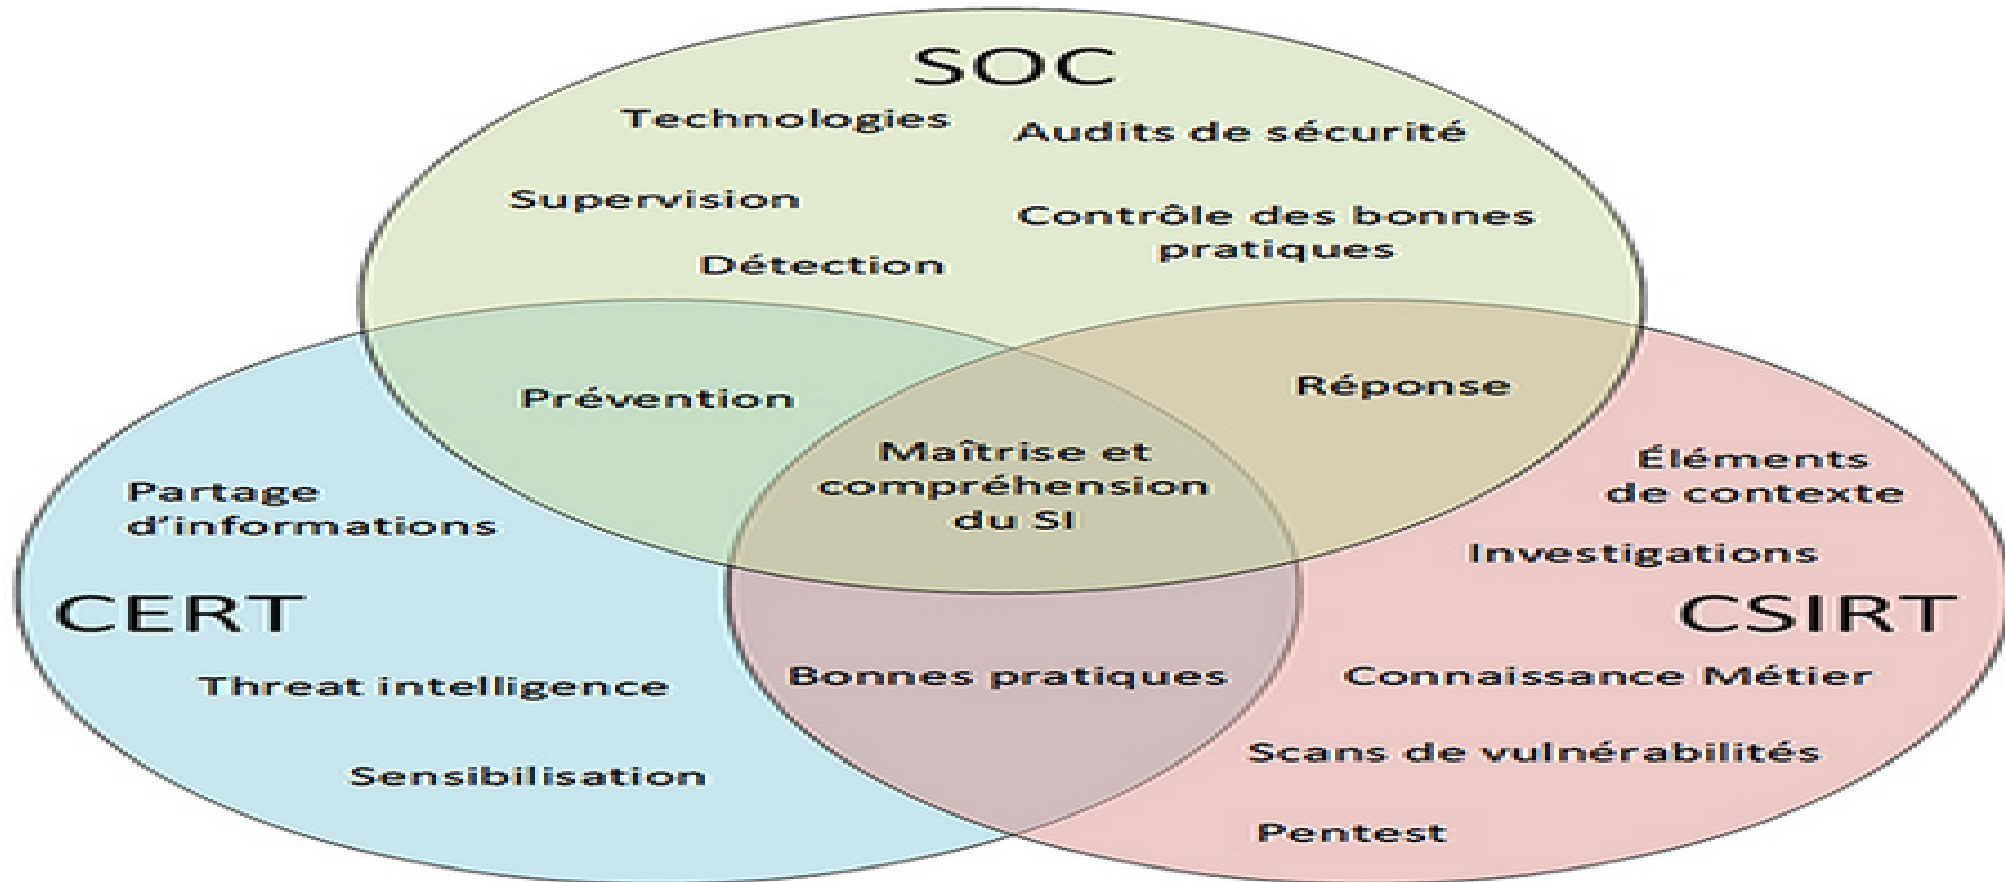 SOC
Technologies
Audits de sécurité
Supervision
Contrôle des bonnes
pratiques
Détection
Prévention
Réponse
Maîtrise et
compréhension
du SI
Éléments
de contexte
Partage
d'informations
Investigations
CERT
CSIRT
Threat intelligence
Bonnes pratiques
Connaissance Métier
Sensibilisation
Scans de vulnérabilités
Pentest